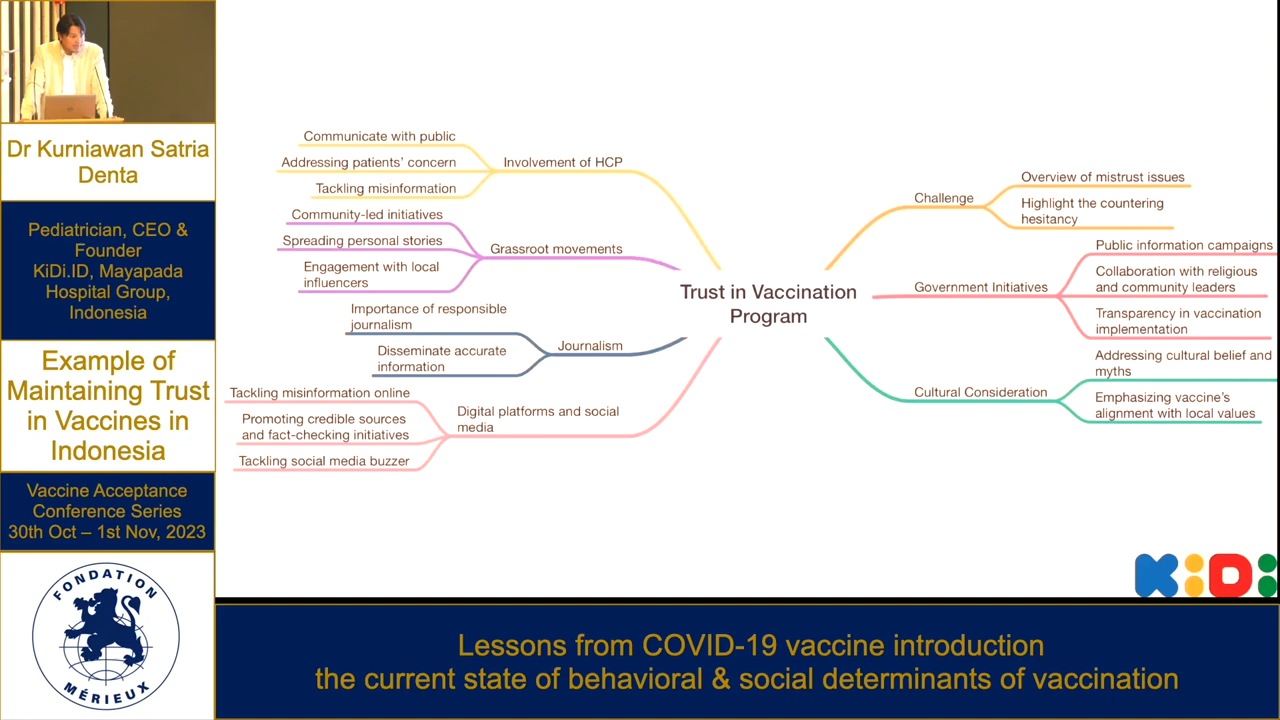 Dr Kurniawan Satria
Denta
Pediatrician, CEO &
Founder
KiDi.ID, Mayapada
Hospital Group,
Indonesia
Example of
Maintaining Trust
in Vaccines in
Indonesia
Vaccine Acceptance
Conference Series
30th Oct – 1st Nov, 2023
FONDATION
MÉRIEUX
Communicate with public
Addressing patients' concern
Tackling misinformation
Involvement of HCP
Community-led initiatives
Spreading personal stories
Engagement with local
influencers
Grassroot movements
Importance of responsible
journalism
Disseminate accurate
information
Journalism
Tackling misinformation online
Promoting credible sources
and fact-checking initiatives
Tackling social media buzzer
Digital platforms and social
media
Trust in Vaccination
Program
Challenge
Overview of mistrust issues
Highlight the countering
hesitancy
Government Initiatives
Public information campaigns
Collaboration with religious
and community leaders
Transparency in vaccination
implementation
Cultural Consideration
Addressing cultural belief and
myths
Emphasizing vaccine's
alignment with local values
KiDi
Lessons from COVID-19 vaccine introduction
the current state of behavioral & social determinants of vaccination